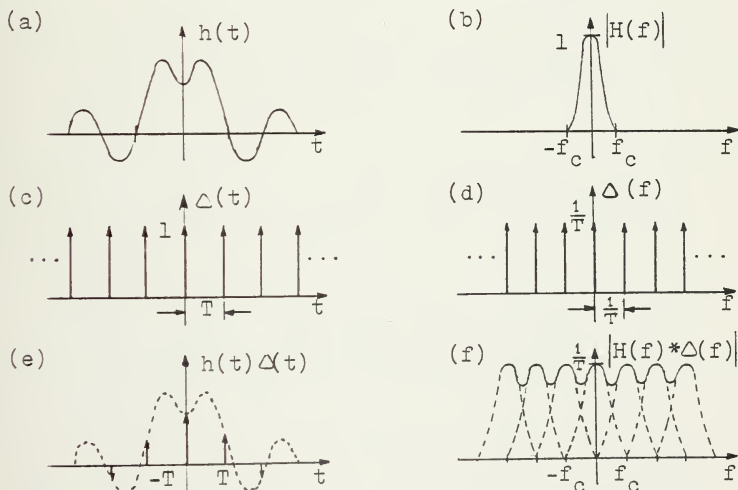 (a) h(t) t
(b) |H(f)| 1 -f_c f_c f
(c) Δ(t) 1 ... ... T t
(d) Δ(f) 1/T ... ... 1/T f
(e) h(t)Δ(t) -T T t
(f) |H(f)*Δ(f)| 1/T -f_c f_c f